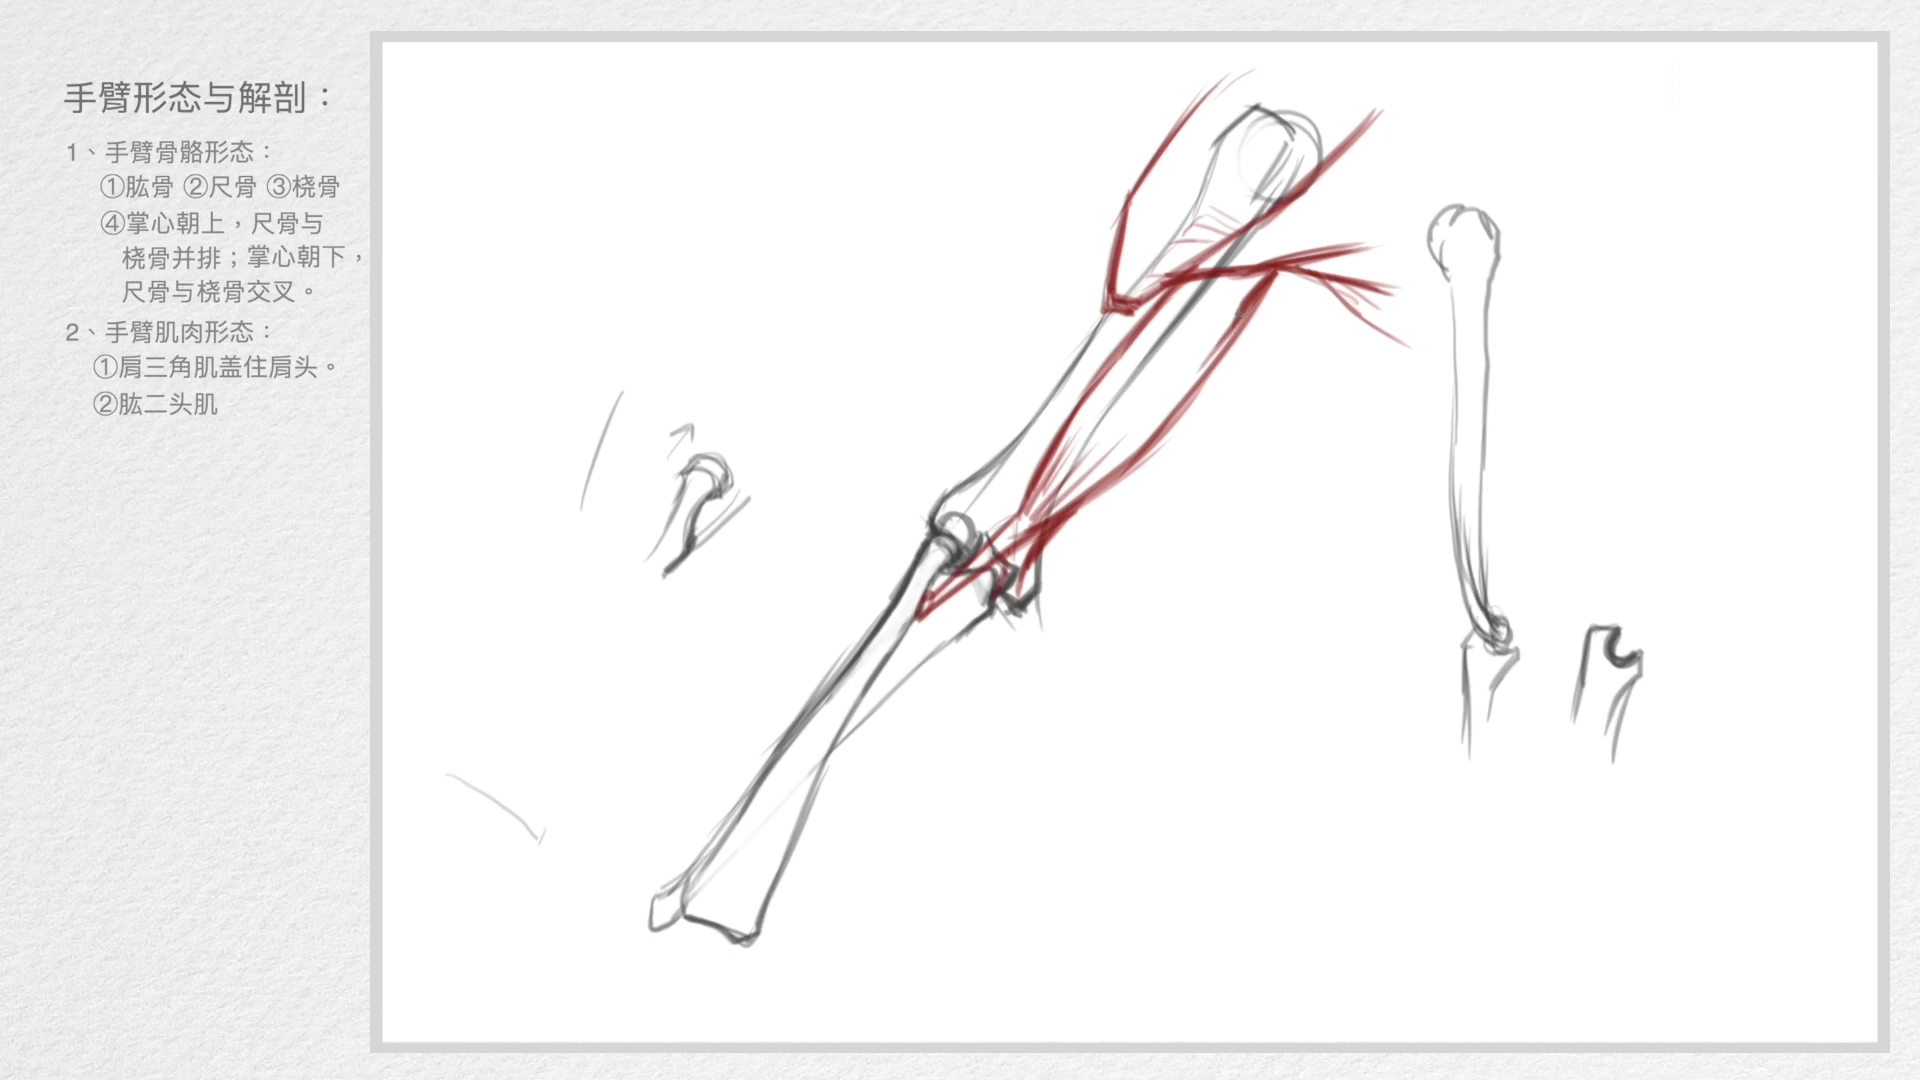 手臂形态与解剖：
1、手臂骨骼形态：
①肱骨 ②尺骨 ③桡骨
④掌心朝上，尺骨与
桡骨并排；掌心朝下，
尺骨与桡骨交叉。
2、手臂肌肉形态：
①肩三角肌盖住肩头。
②肱二头肌